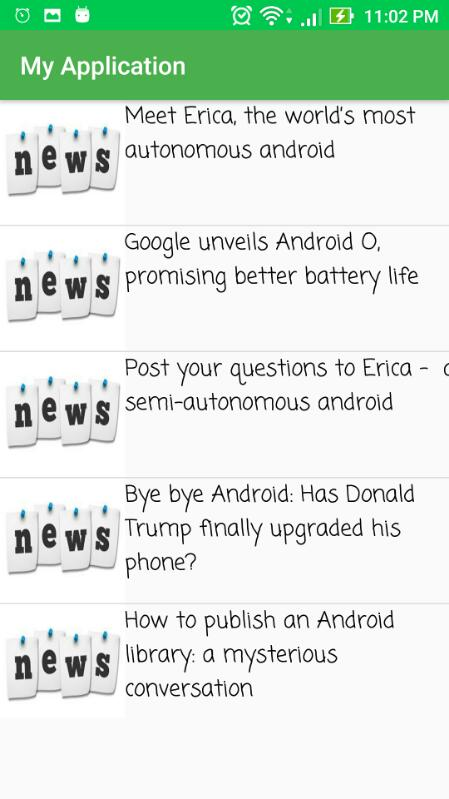 11:02 PM
My Application
news
Meet Erica, the world's most
autonomous android
news
Google unveils Android O,
promising better battery life
news
Post your questions to Erica -
semi-autonomous android
news
Bye bye Android: Has Donald
Trump finally upgraded his
phone?
news
How to publish an Android
library: a mysterious
conversation